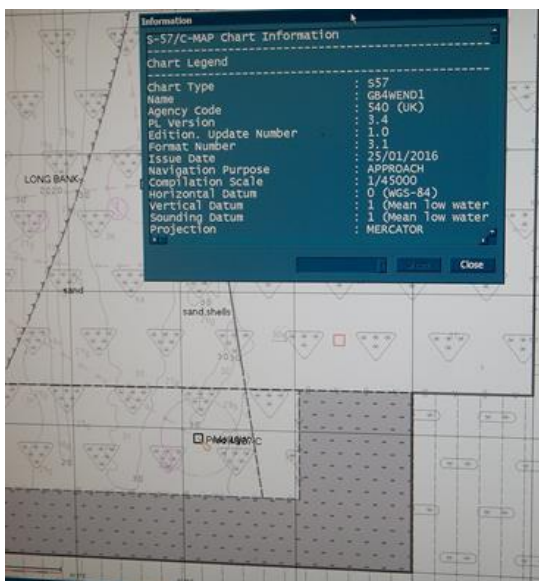 Information
S-57/C-MAP Chart Information
Chart Legend
Chart Type : S57
Name : GB4WEND1
Agency Code : 540 (UK)
PL Version : 3.4
Edition. Update Number : 1.0
Format Number : 3.1
Issue Date : 25/01/2016
Navigation Purpose : APPROACH
Compilation Scale : 1/45000
Horizontal Datum : 0 (WGS-84)
Vertical Datum : 1 (Mean low water
Sounding Datum : 1 (Mean low water
Projection : MERCATOR
Close
LONG BANK
sand
sand.shells